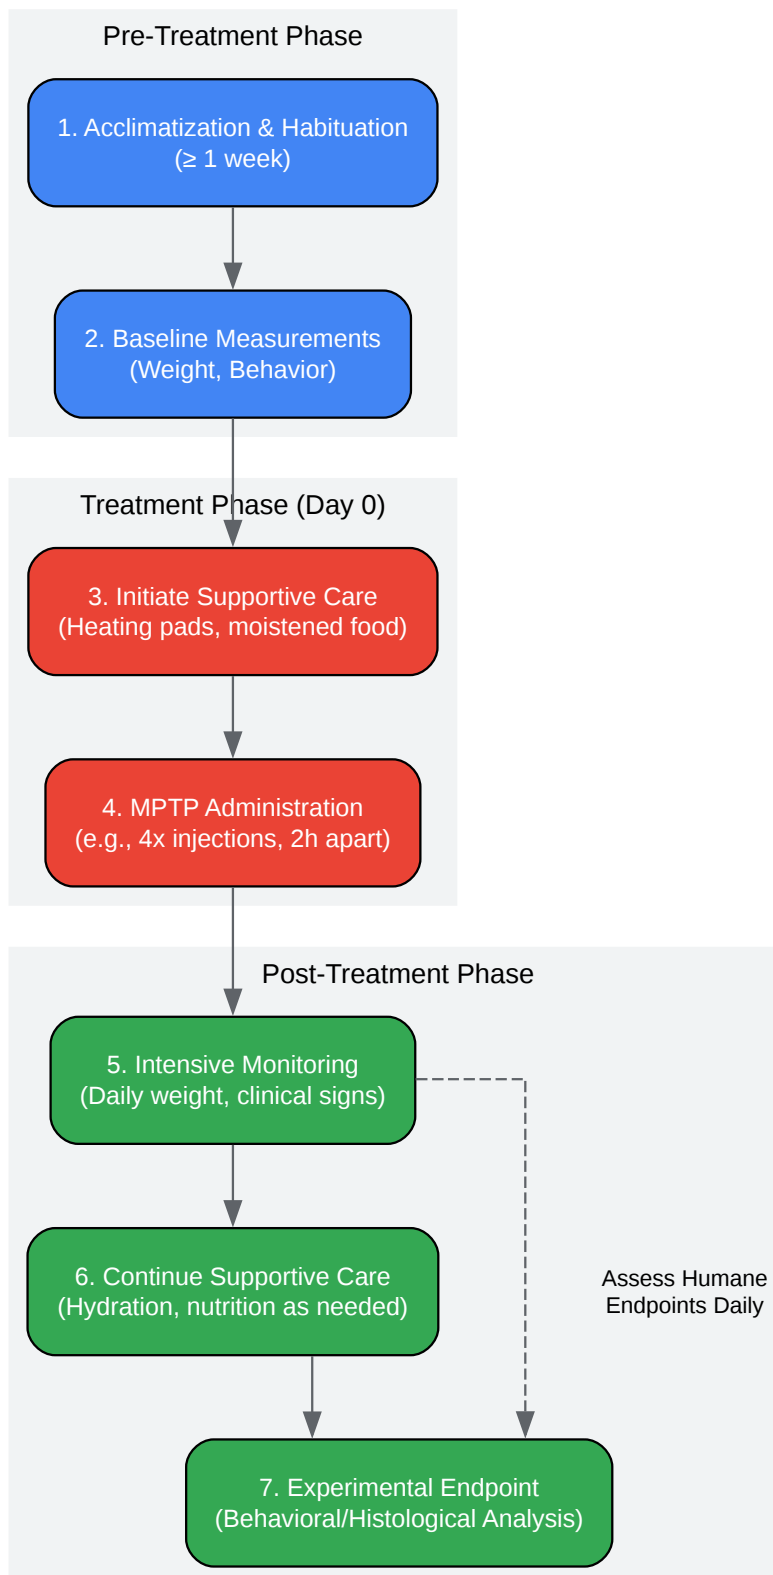 Pre-Treatment Phase
1. Acclimatization & Habituation
(≥ 1 week)
2. Baseline Measurements
(Weight, Behavior)
Treatment Phase (Day 0)
3. Initiate Supportive Care
(Heating pads, moistened food)
4. MPTP Administration
(e.g., 4x injections, 2h apart)
Post-Treatment Phase
5. Intensive Monitoring
(Daily weight, clinical signs)
6. Continue Supportive Care
(Hydration, nutrition as needed)
Assess Humane
Endpoints Daily
7. Experimental Endpoint
(Behavioral/Histological Analysis)